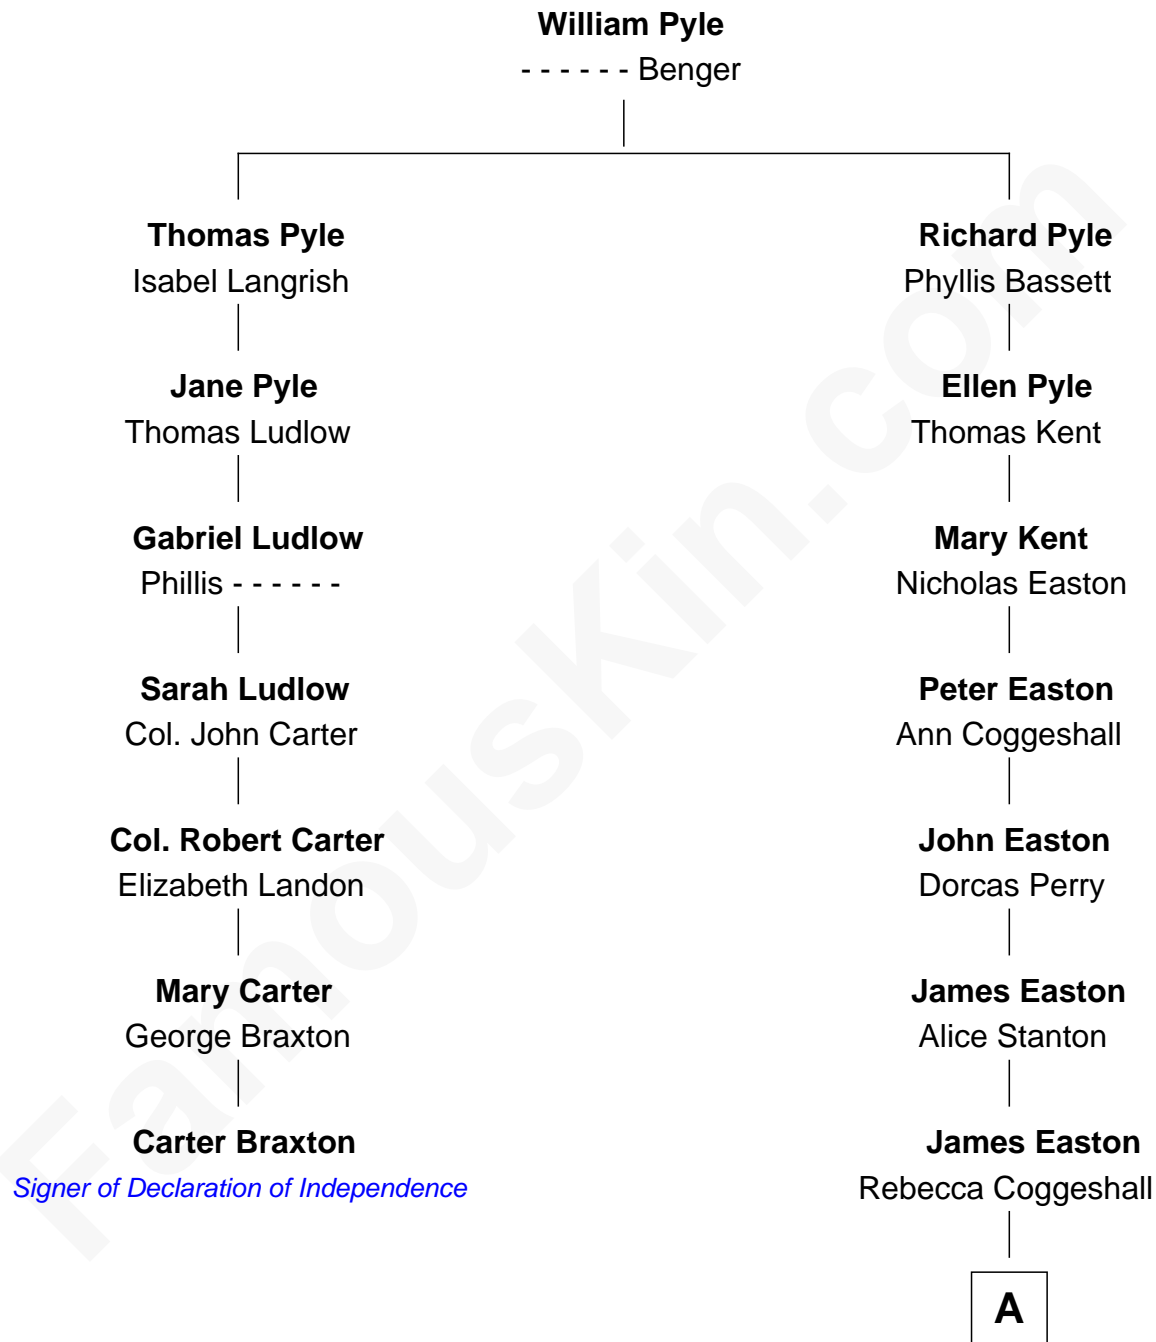 William Pyle
- - - - - - Benger
Thomas Pyle
Isabel Langrish
Richard Pyle
Phyllis Bassett
Jane Pyle
Thomas Ludlow
Ellen Pyle
Thomas Kent
Gabriel Ludlow
Phillis - - - - - -
Mary Kent
Nicholas Easton
Sarah Ludlow
Col. John Carter
Peter Easton
Ann Coggeshall
Col. Robert Carter
Elizabeth Landon
John Easton
Dorcas Perry
Mary Carter
George Braxton
James Easton
Alice Stanton
Carter Braxton
Signer of Declaration of Independence
James Easton
Rebecca Coggeshall
A
FamousKin.com